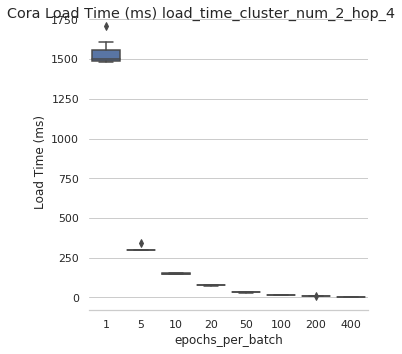 Cora Load Time (ms) load_time_cluster_num_2_hop_4
1750
1500
1250
1000
750
500
250
0
Load Time (ms)
1 5 10 20 50 100 200 400
epochs_per_batch